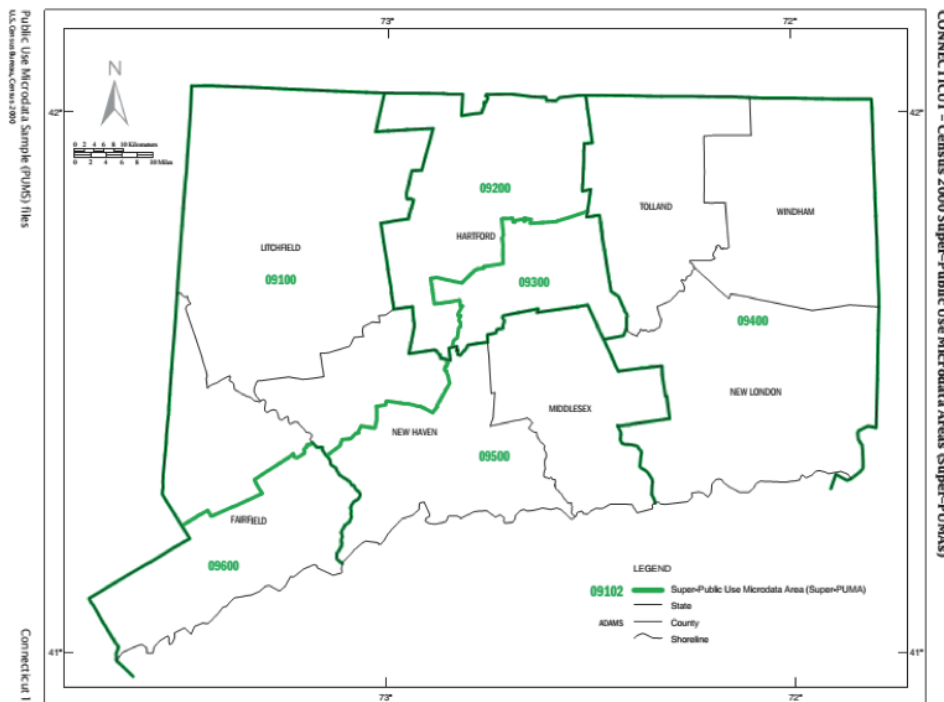 CONNECTICUT - Census 2000 Super-Public Use Microdata Areas (Super-PUMAs)
73°
72°
42°
42°
N
0 2 4 6 8 10 Kilometers
0 2 4 6 8 10 Miles
09200
TOLLAND
WINDHAM
HARTFORD
LITCHFIELD
09100
09300
09400
NEW LONDON
MIDDLESEX
NEW HAVEN
09500
FAIRFIELD
09600
LEGEND
09102 Super-Public Use Microdata Area (Super-PUMA)
State
ADAMS County
Shoreline
41°
41°
73°
72°
Public Use Microdata Sample (PUMS) files
U.S. Census Bureau, Census 2000
Connecticut 1